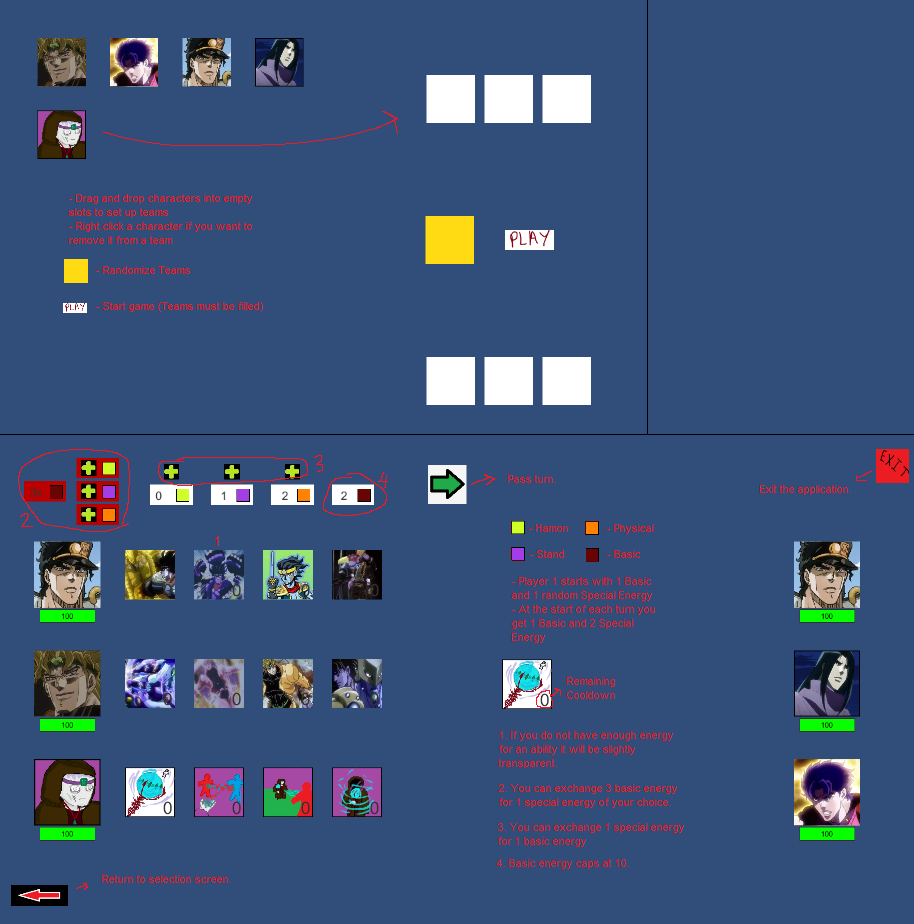 - Drag and drop characters into empty
slots to set up teams
- Right click a character if you want to
remove it from a team
PLAY
- Randomize Teams
PLAY - Start game (Teams must be filled)
3
4
EXIT
Pass turn.
Exit the application
2
0
1
2
2
- Hamon
- Physical
1
- Stand
- Basic
- Player 1 starts with 1 Basic
and 1 random Special Energy
- At the start of each turn you
get 1 Basic and 2 Special
Energy
0
0
100
100
0
0
0
Remaining
Cooldown
100
100
1. If you do not have enough energy
for an ability it will be slightly
transparent.
2. You can exchange 3 basic energy
for 1 special energy of your choice.
0
0
0
0
3. You can exchange 1 special energy
for 1 basic energy
100
100
4. Basic energy caps at 10.
Return to selection screen.